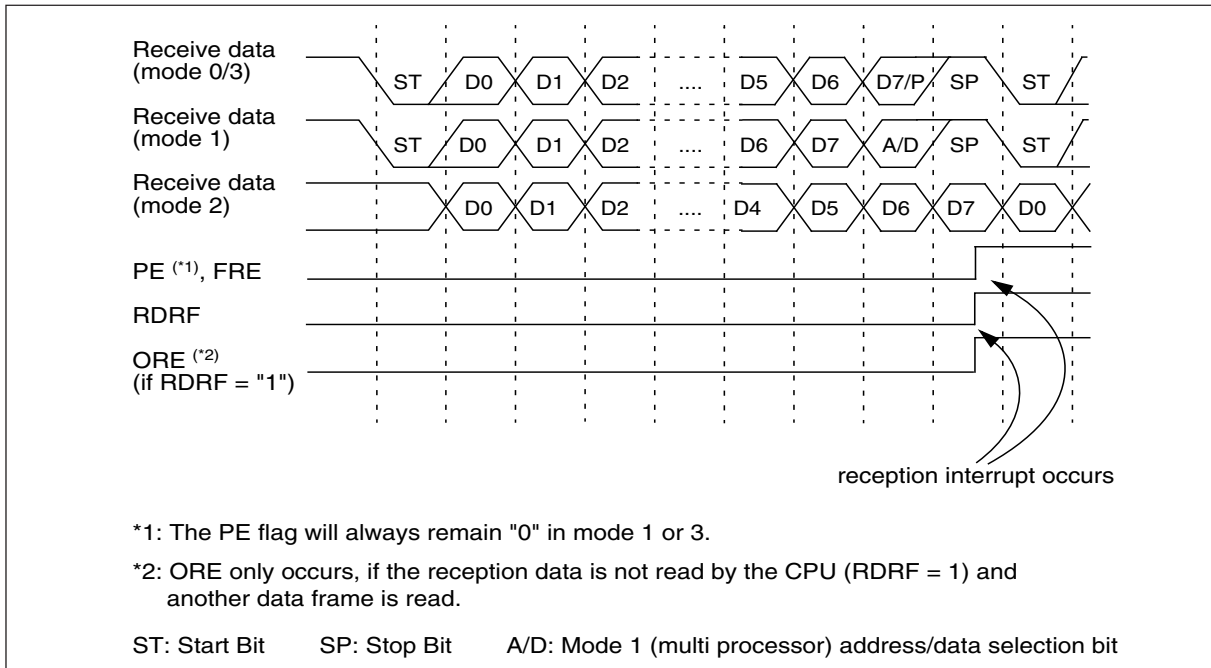 Receive data
(mode 0/3)
ST D0 D1 D2 .... D5 D6 D7/P SP ST
Receive data
(mode 1)
ST D0 D1 D2 .... D6 D7 A/D SP ST
Receive data
(mode 2)
D0 D1 D2 .... D4 D5 D6 D7 D0
PE (*1), FRE
RDRF
ORE (*2)
(if RDRF = "1")
reception interrupt occurs
*1: The PE flag will always remain "0" in mode 1 or 3.
*2: ORE only occurs, if the reception data is not read by the CPU (RDRF = 1) and
another data frame is read.
ST: Start Bit SP: Stop Bit A/D: Mode 1 (multi processor) address/data selection bit